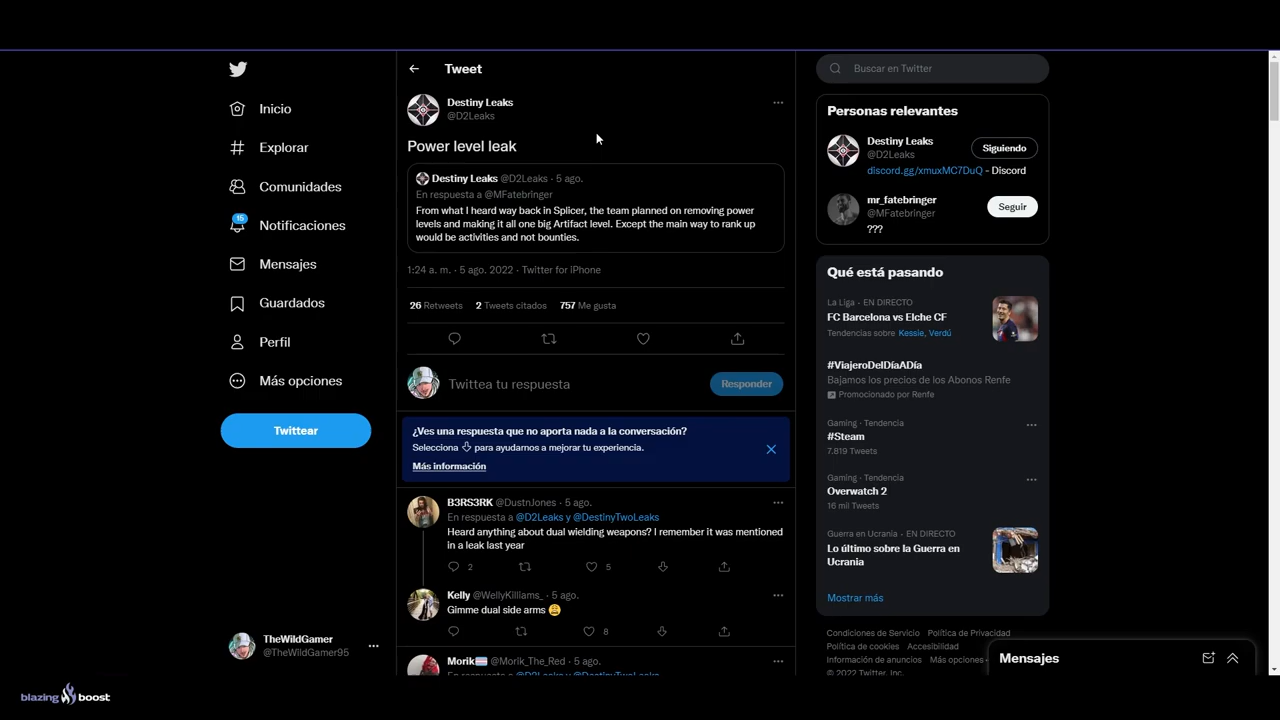 Inicio
Explorar
Comunidades
15
Notificaciones
Mensajes
Guardados
Perfil
Más opciones
Twittear
TheWildGamer
@TheWildGamer95
Tweet
Destiny Leaks
@D2Leaks
Power level leak
Destiny Leaks @D2Leaks · 5 ago.
En respuesta a @MFatebringer
From what I heard way back in Splicer, the team planned on removing power
levels and making it all one big Artifact level. Except the main way to rank up
would be activities and not bounties.
1:24 a. m. · 5 ago. 2022 · Twitter for iPhone
26 Retweets 2 Tweets citados 757 Me gusta
Twittea tu respuesta
Responder
¿Ves una respuesta que no aporta nada a la conversación?
Selecciona para ayudarnos a mejorar tu experiencia.
Más información
B3RS3RK @DustnJones · 5 ago.
En respuesta a @D2Leaks y @DestinyTwoLeaks
Heard anything about dual wielding weapons? I remember it was mentioned
in a leak last year
2 5
Kelly @WellyKilliams_ · 5 ago.
Gimme dual side arms 😩
8
Morik @Morik_The_Red · 5 ago.
En respuesta a @D2Leaks y @DestinyTwoLeaks
Buscar en Twitter
Personas relevantes
Destiny Leaks
@D2Leaks
Siguiendo
discord.gg/xmuxMC7DuQ - Discord
mr_fatebringer
@MFatebringer
Seguir
???
Qué está pasando
La Liga · EN DIRECTO
FC Barcelona vs Elche CF
Tendencias sobre Kessie, Verdú
#ViajeroDelDíaADía
Bajamos los precios de los Abonos Renfe
Promocionado por Renfe
Gaming · Tendencia
#Steam
7.819 Tweets
Gaming · Tendencia
Overwatch 2
16 mil Tweets
Guerra en Ucrania · EN DIRECTO
Lo último sobre la Guerra en
Ucrania
Mostrar más
Condiciones de Servicio Política de Privacidad
Política de cookies Accesibilidad
Información de anuncios Más opciones
© 2022 Twitter, Inc.
Mensajes
blazing boost